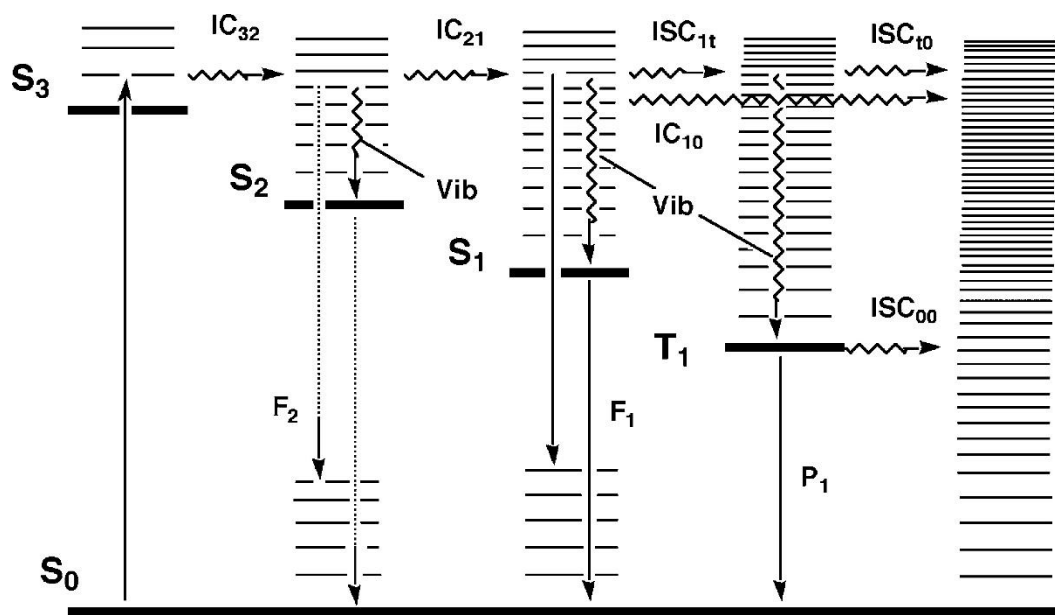 IC₃₂
IC₂₁
ISC₁ₜ
ISCₜ₀
S₃
IC₁₀
S₂
Vib
Vib
S₁
ISC₀₀
T₁
F₂
F₁
P₁
S₀